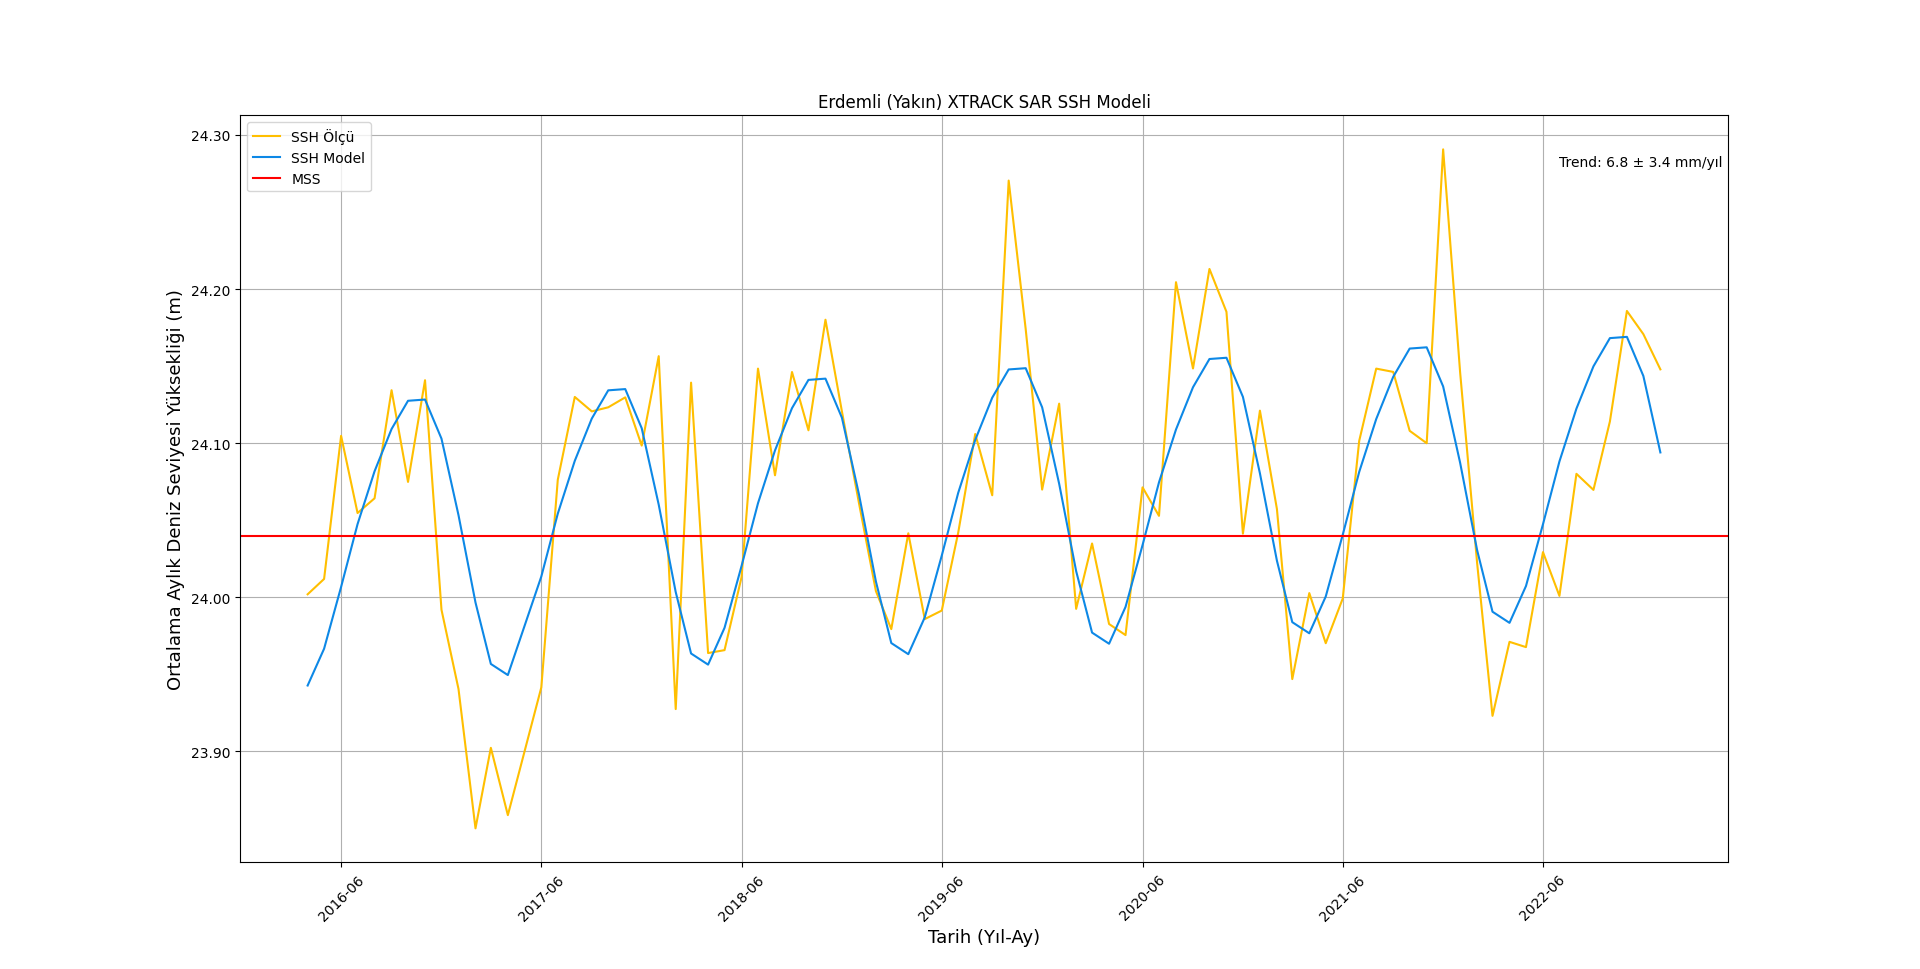 Erdemli (Yakın) XTRACK SAR SSH Modeli
SSH Ölçü
SSH Model
MSS
Trend: 6.8 ± 3.4 mm/yıl
Ortalama Aylık Deniz Seviyesi Yüksekliği (m)
24.30
24.20
24.10
24.00
23.90
2016-06
2017-06
2018-06
2019-06
2020-06
2021-06
2022-06
Tarih (Yıl-Ay)